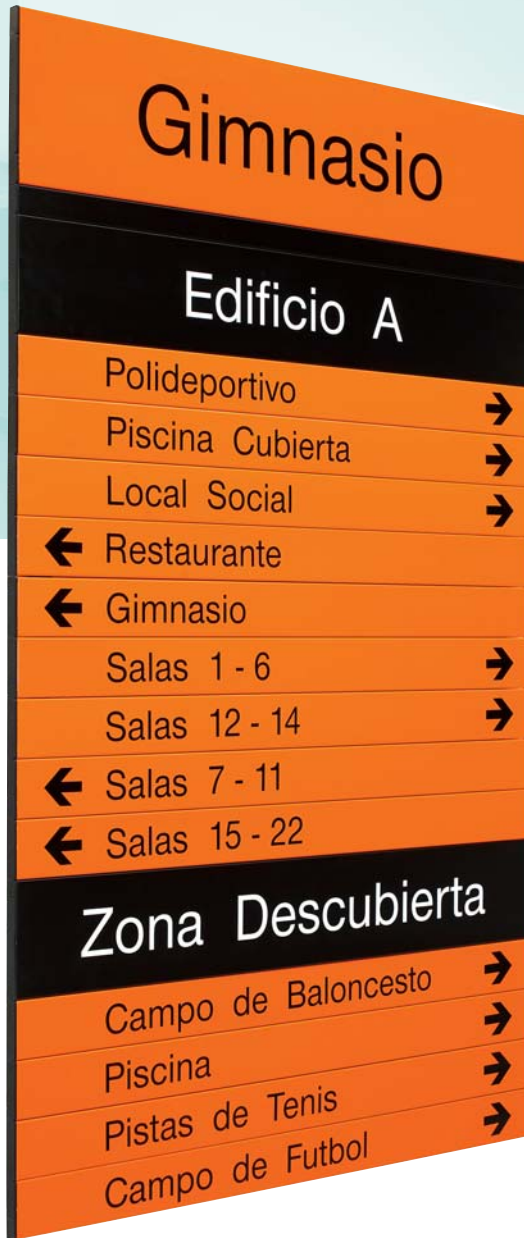 Gimnasio
Edificio A
Polideportivo →
Piscina Cubierta →
Local Social →
← Restaurante
← Gimnasio
Salas 1 - 6 →
Salas 12 - 14 →
← Salas 7 - 11
← Salas 15 - 22
Zona Descubierta
Campo de Baloncesto →
Piscina →
Pistas de Tenis →
Campo de Futbol →